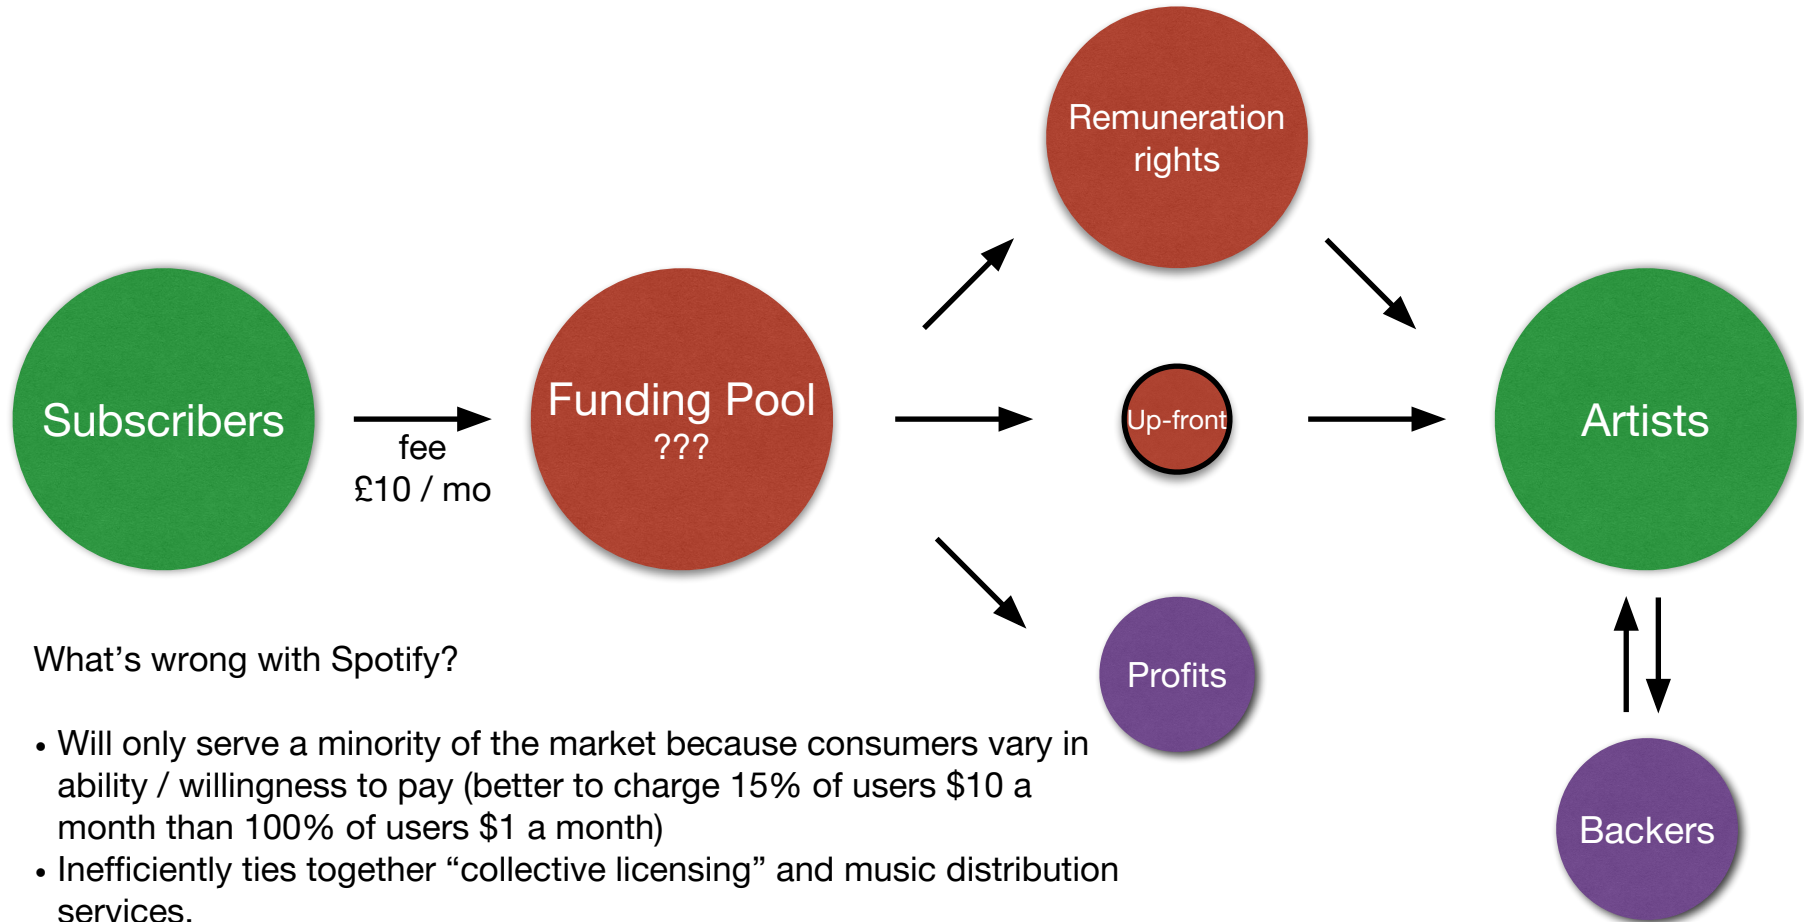 Remuneration
rights
Subscribers
fee
£10 / mo
Funding Pool
???
Up-front
Artists
Profits
Backers
What’s wrong with Spotify?
• Will only serve a minority of the market because consumers vary in
ability / willingness to pay (better to charge 15% of users $10 a
month than 100% of users $1 a month)
• Inefficiently ties together “collective licensing” and music distribution
services.